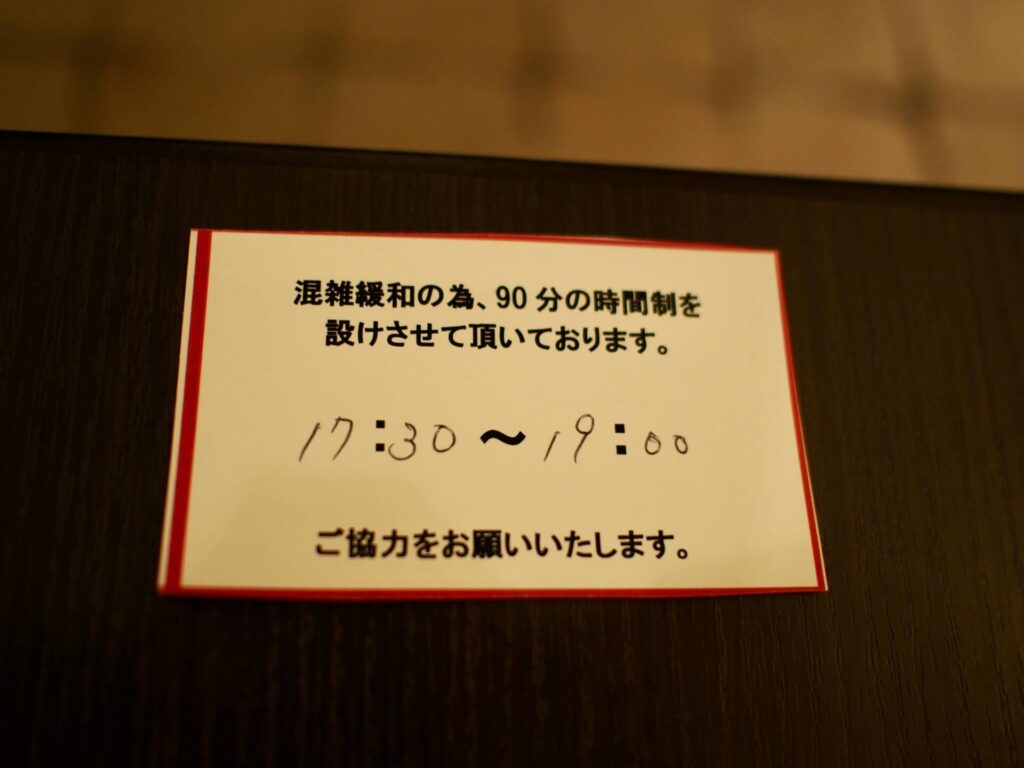 混雑緩和の為、90分の時間制を
設けさせて頂いております。
17:30～19:00
ご協力をお願いいたします。